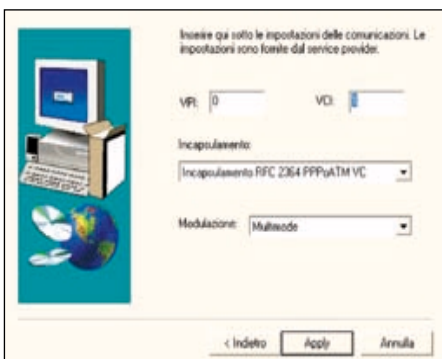 Inserire qui sotto le impostazioni delle comunicazioni. Le
impostazioni sono fornite dal service provider.
VPI: 0 VCI:
Incapsulamento:
Incapsulamento RFC 2364 PPPoATM VC
Modulazione: Multimode
< Indietro Apply Annulla